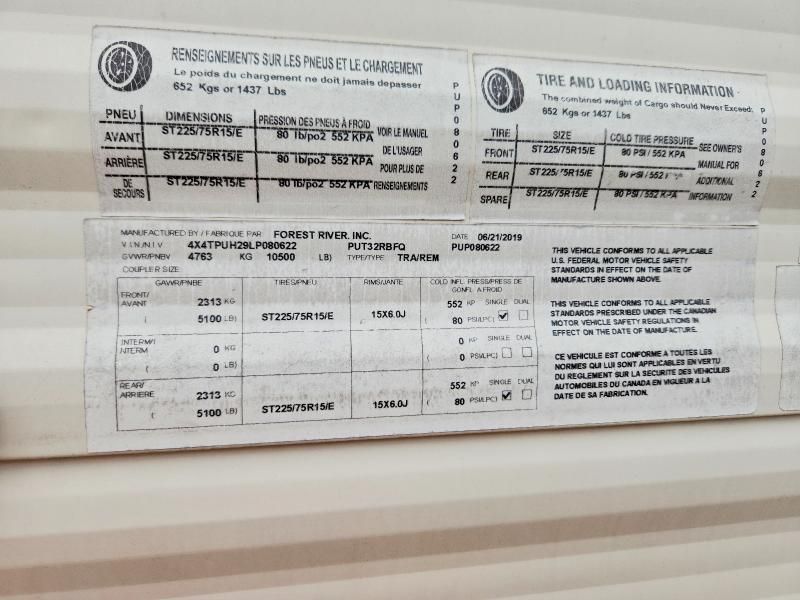 RENSEIGNEMENTS SUR LES PNEUS ET LE CHARGEMENT
Le poids du chargement ne doit jamais depasser
652 Kgs or 1437 Lbs
PNEU DIMENSIONS PRESSION DES PNEUS À FROID
AVANT ST225/75R15/E 80 lb/po2 552 KPA VOIR LE MANUEL
DE L'USAGER
ARRIÈRE ST225/75R15/E 80 lb/po2 552 KPA POUR PLUS DE
DE SECOURS ST225/75R15/E 80 lb/po2 552 KPA RENSEIGNEMENTS
PUP080622
TIRE AND LOADING INFORMATION
The combined weight of Cargo should Never Exceed:
652 Kgs or 1437 Lbs
TIRE SIZE COLD TIRE PRESSURE SEE OWNER'S
FRONT ST225/75R15/E 80 PSI / 552 KPA MANUAL FOR
REAR ST225/75R15/E 80 PSI / 552 KPA ADDITIONAL
SPARE ST225/75R15/E 80 PSI / 552 KPA INFORMATION
PUP080622
MANUFACTURED BY / FABRIQUE PAR FOREST RIVER, INC. DATE 06/21/2019
V.I.N./N.I.V 4X4TPUH29LP080622 PUT32RBFQ PUP080622
GVWR/PNBV 4763 KG 10500 LB) TYPE/TYPE TRA/REM
COUPLER SIZE
GAWR/PNBE TIRES/PNEU RIMS/JANTE COLD INFL PRESS/PRESS DE GONFL A FROID
FRONT/ AVANT 2313 KG 552 KP SINGLE DUAL
( 5100 LB) ST225/75R15/E 15X6.0J ( 80 PSI/LPC)
INTERM/I NTERM 0 KG 0 KP SINGLE DUAL
( 0 LB) ( 0 PSI/LPC)
REAR/ ARRIERE 2313 KG 552 KP SINGLE DUAL
( 5100 LB) ST225/75R15/E 15X6.0J ( 80 PSI/LPC)
THIS VEHICLE CONFORMS TO ALL APPLICABLE
U.S. FEDERAL MOTOR VEHICLE SAFETY
STANDARDS IN EFFECT ON THE DATE OF
MANUFACTURE SHOWN ABOVE.
THIS VEHICLE CONFORMS TO ALL APPLICABLE
STANDARDS PRESCRIBED UNDER THE CANADIAN
MOTOR VEHICLE SAFETY REGULATIONS IN
EFFECT ON THE DATE OF MANUFACTURE.
CE VEHICULE EST CONFORME A TOUTES LES
NORMES QUI LUI SONT APPLICABLES EN VERTU
DU REGLEMENT SUR LA SECURITE DES VEHICULES
AUTOMOBILES DU CANADA EN VIGUEUR A LA
DATE DE SA FABRICATION.